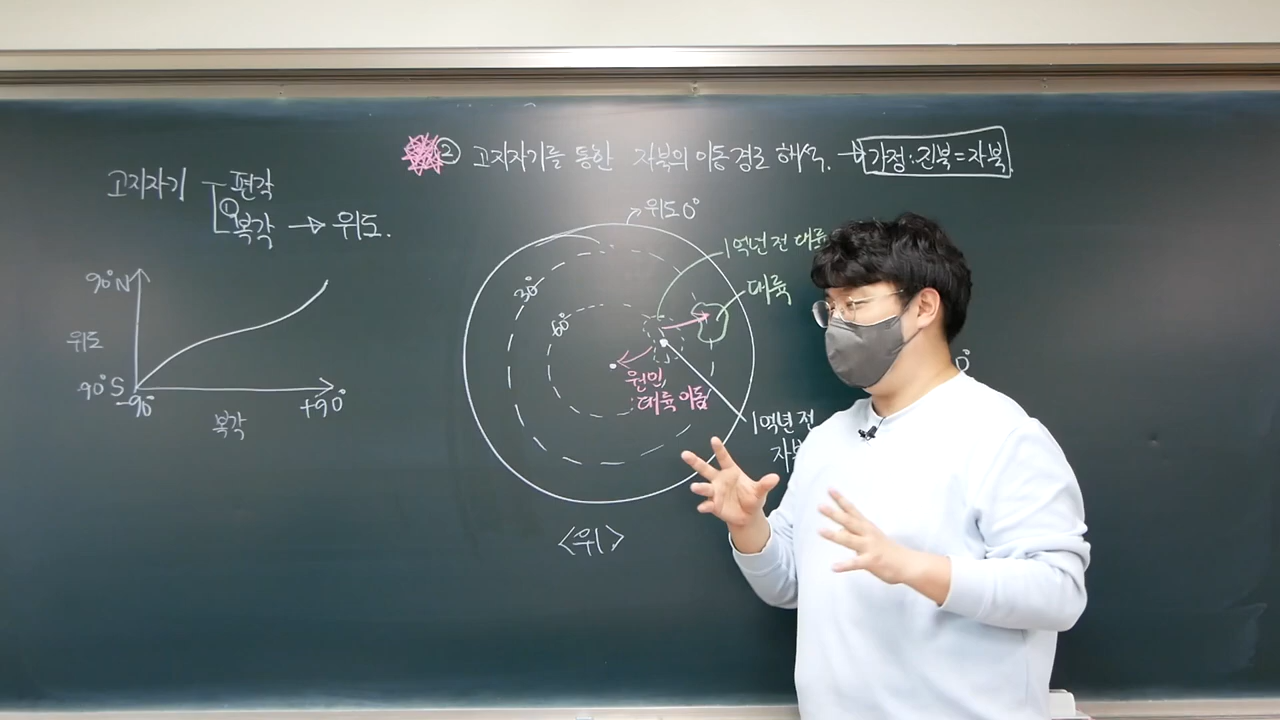 ② 고지자기를 통한 자북의 이동경로 해석. → 가정:진북=자북
고지자기
편각
①
복각 → 위도.
90°N
위도
-90°S
-90°
+90°
복각
위도0°
30°
60°
1억년 전 대륙
대륙
원인
:대륙 이동
1억년 전
자북
0°
<위>